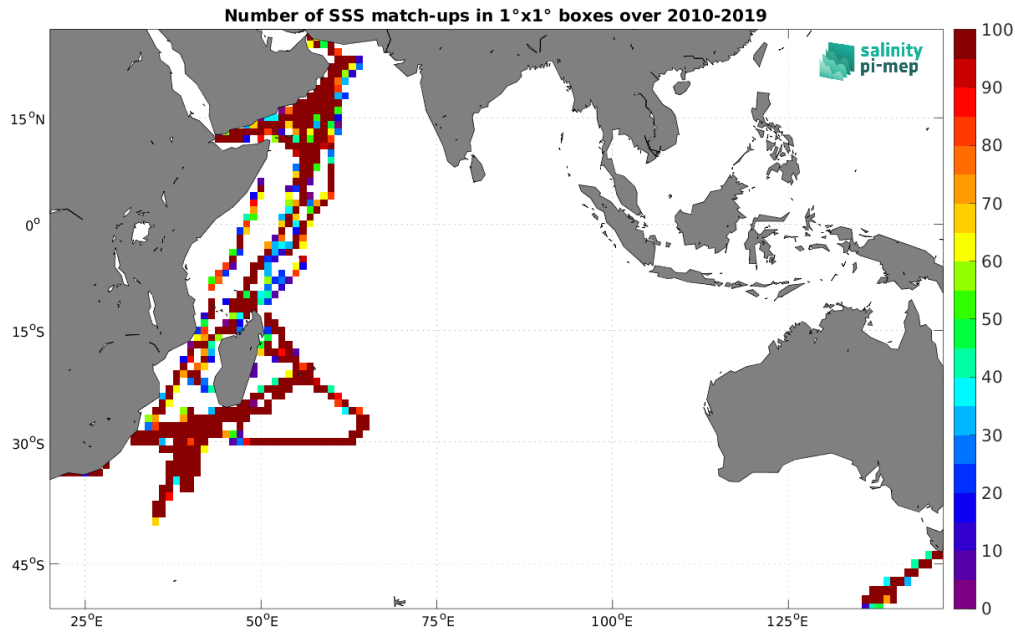 Number of SSS match-ups in 1°x1° boxes over 2010-2019
salinity
pi-mep
15°N
0°
15°S
30°S
45°S
25°E
50°E
75°E
100°E
125°E
100
90
80
70
60
50
40
30
20
10
0